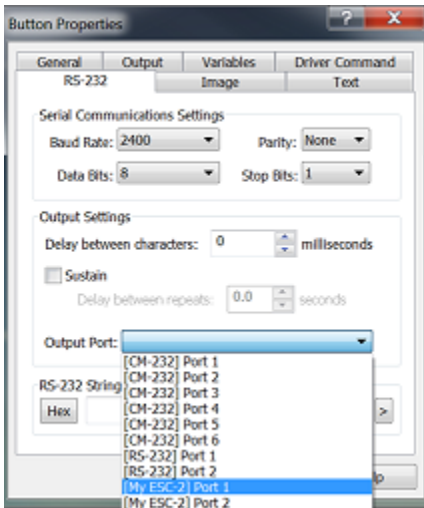 Button Properties
General Output Variables Driver Command
RS-232 Image Text
Serial Communications Settings
Baud Rate: 2400 Parity: None
Data Bits: 8 Stop Bits: 1
Output Settings
Delay between characters: 0 milliseconds
Sustain
Delay between repeats: 0.0 seconds
Output Port:
[CM-232] Port 1
[CM-232] Port 2
[CM-232] Port 3
[CM-232] Port 4
[CM-232] Port 5
[CM-232] Port 6
[RS-232] Port 1
[RS-232] Port 2
[My ESC-2] Port 1
[My ESC-2] Port 2
RS-232 String
Hex >